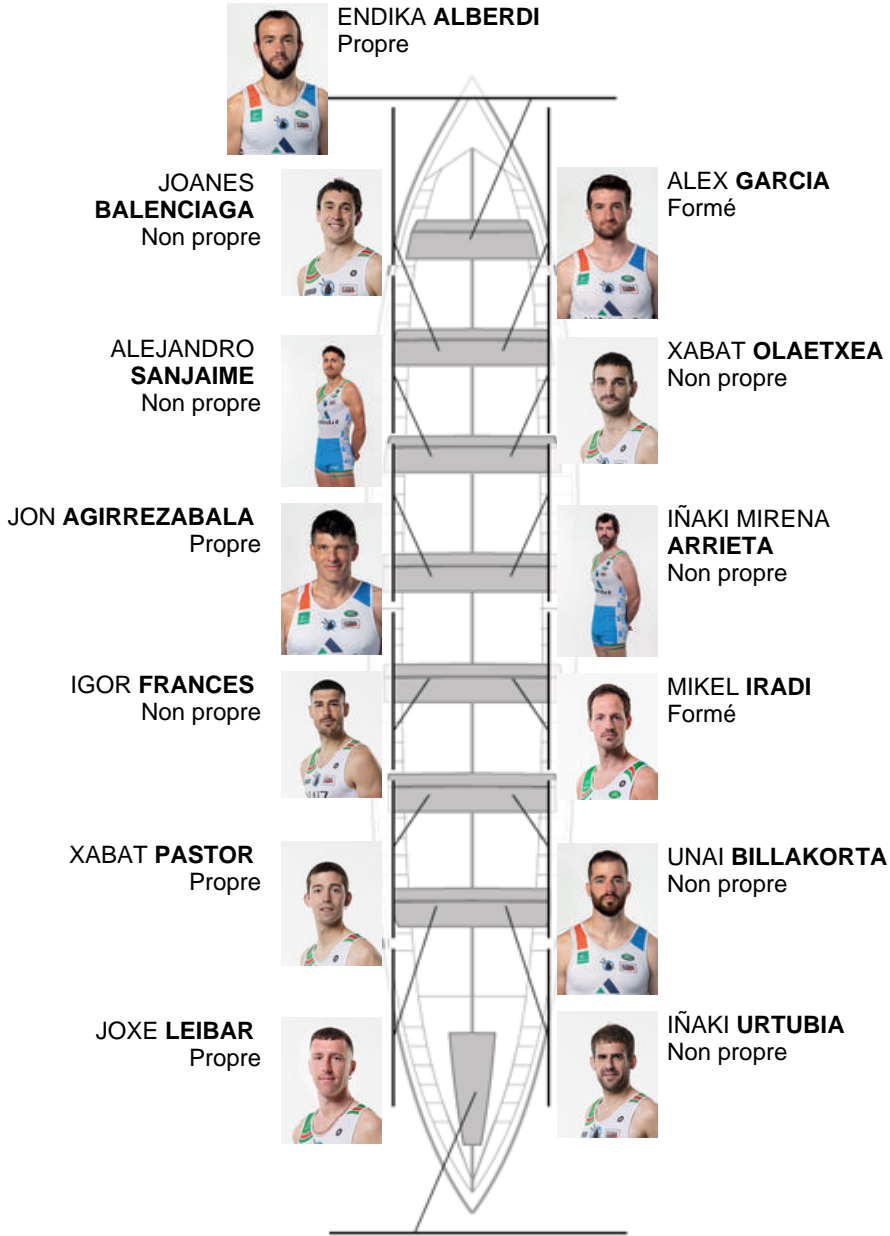 ENDIKA ALBERDI
Propre
JOANES
BALENCIAGA
Non propre
ALEX GARCIA
Formé
ALEJANDRO
SANJAIME
Non propre
XABAT OLAETXEA
Non propre
JON AGIRREZABALA
Propre
IÑAKI MIRENA
ARRIETA
Non propre
IGOR FRANCES
Non propre
MIKEL IRADI
Formé
XABAT PASTOR
Propre
UNAI BILLAKORTA
Non propre
JOXE LEIBAR
Propre
IÑAKI URTUBIA
Non propre